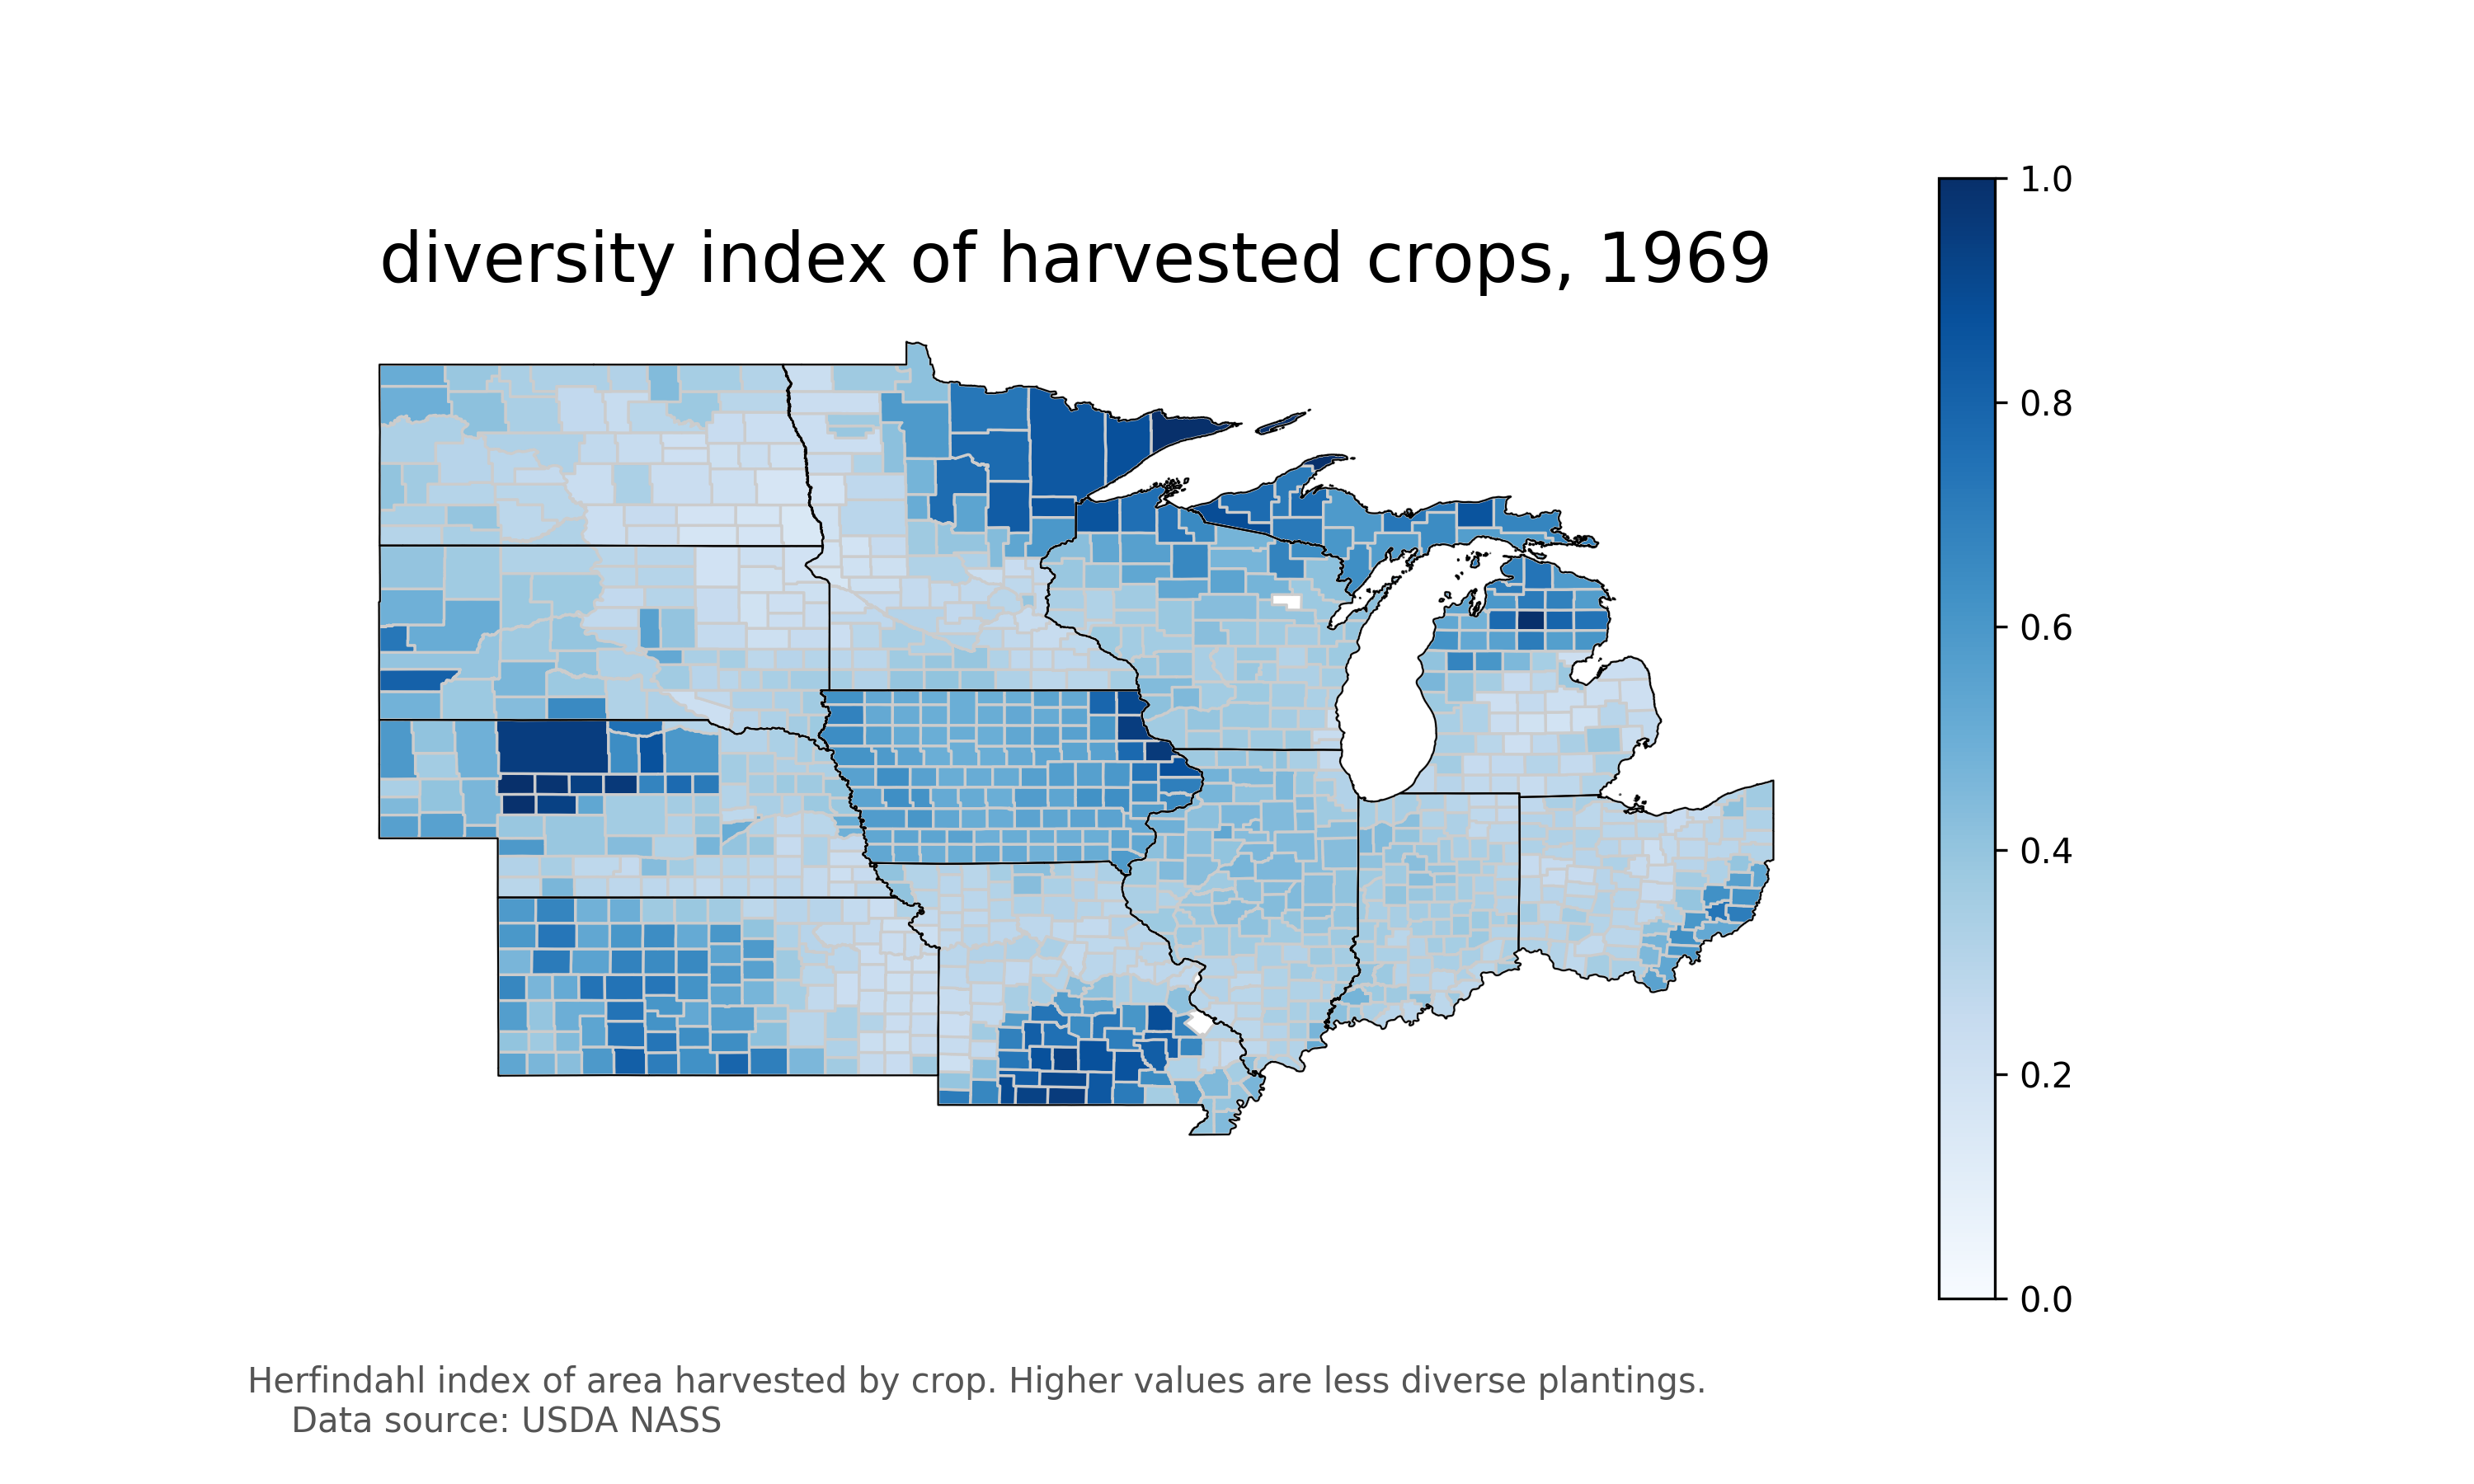 diversity index of harvested crops, 1969
1.0
0.8
0.6
0.4
0.2
0.0
Herfindahl index of area harvested by crop. Higher values are less diverse plantings.
Data source: USDA NASS